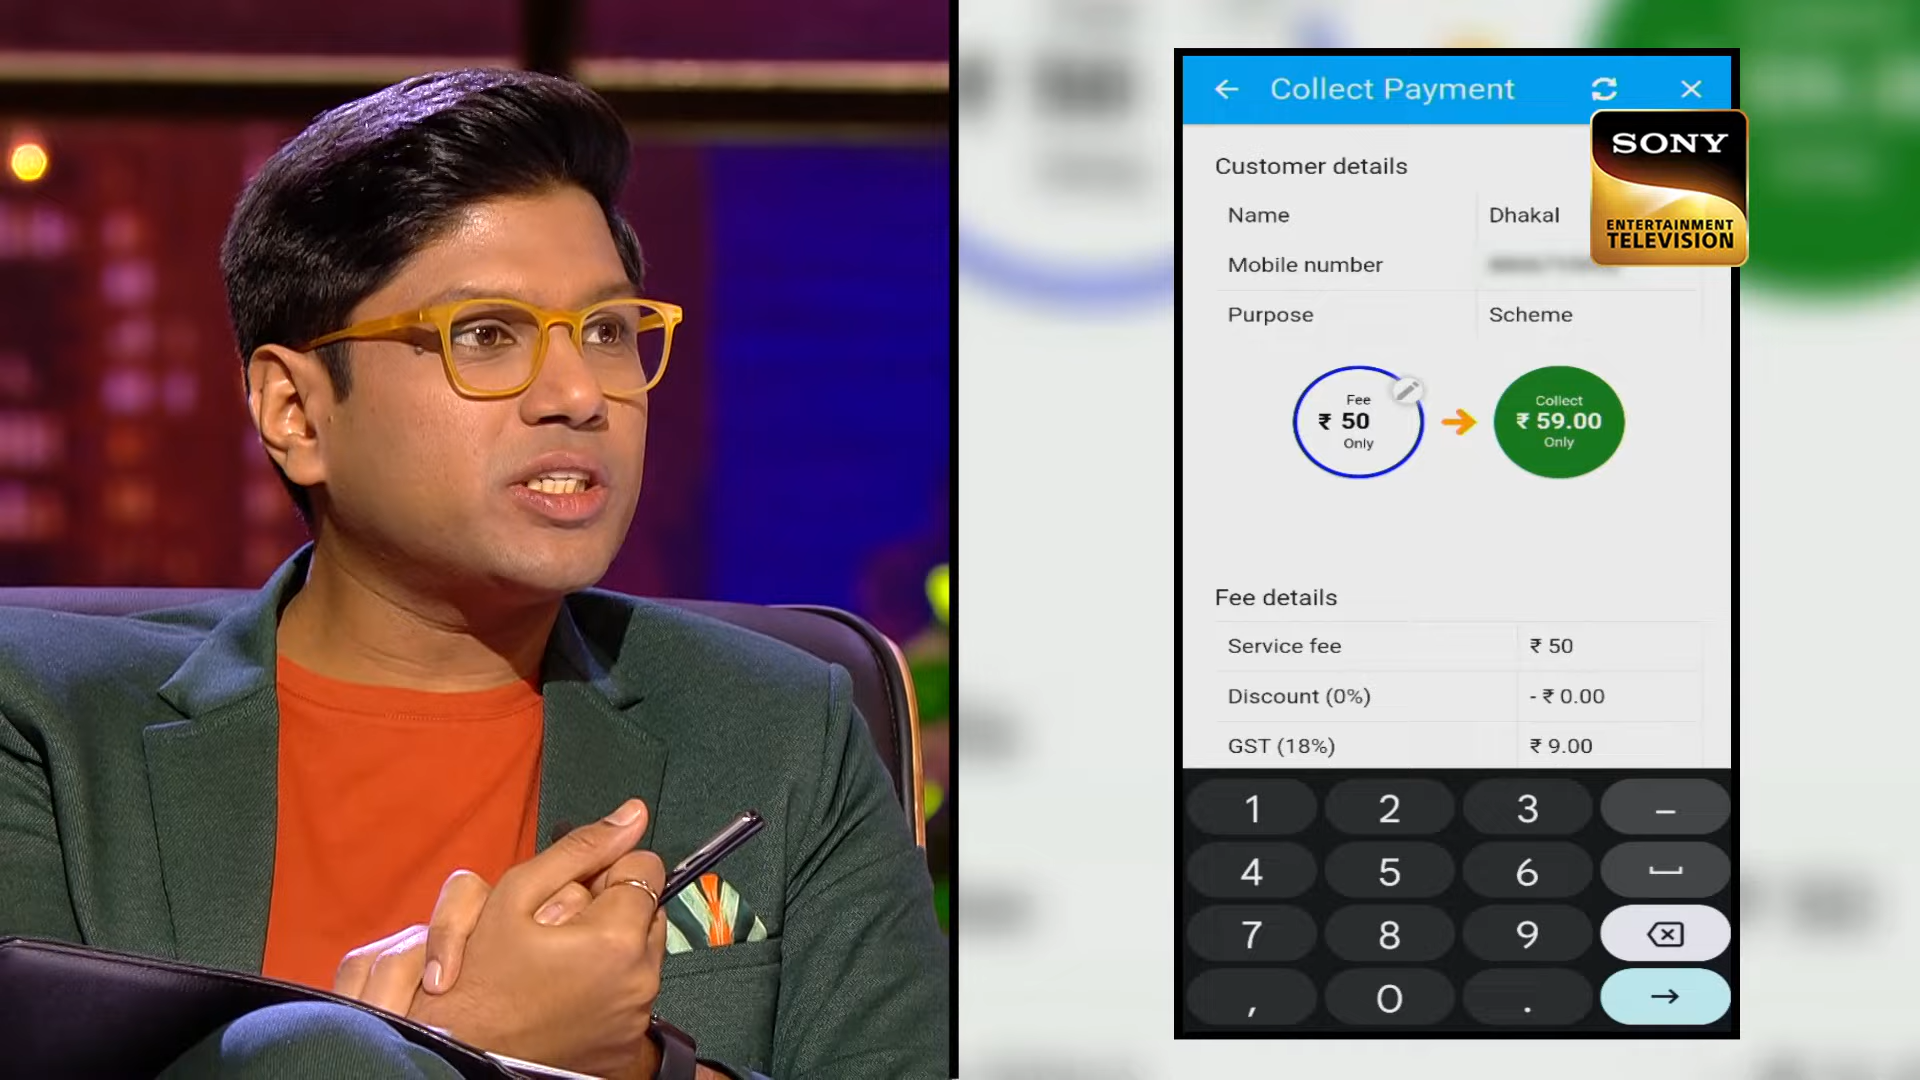 Collect Payment
SONY
ENTERTAINMENT
TELEVISION
Customer details
Name Dhakal
Mobile number
Purpose Scheme
Fee
₹ 50
Only
Collect
₹ 59.00
Only
Fee details
Service fee ₹ 50
Discount (0%) - ₹ 0.00
GST (18%) ₹ 9.00
1 2 3 –
4 5 6
7 8 9
, 0 .